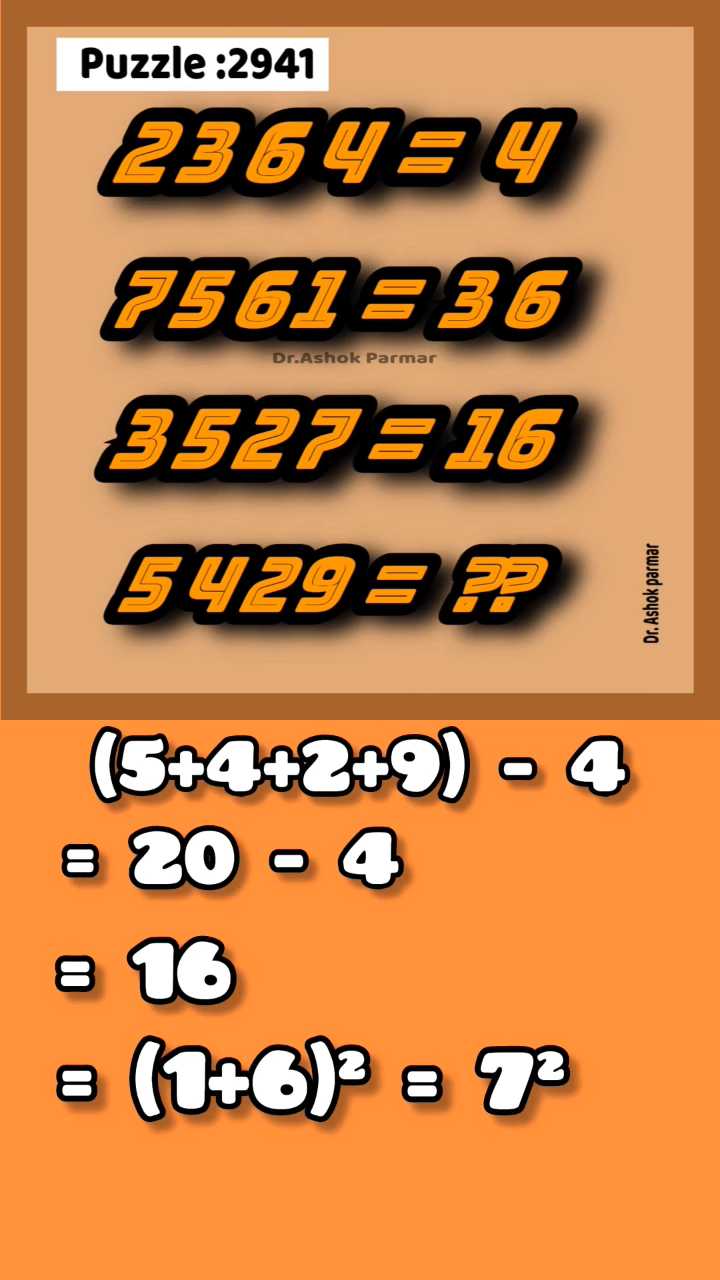 Puzzle :2941
2364=4
7561=36
Dr.Ashok Parmar
3527=16
5429=??
Dr. Ashok parmar
(5+4+2+9) - 4
= 20 - 4
= 16
= (1+6)² = 7²